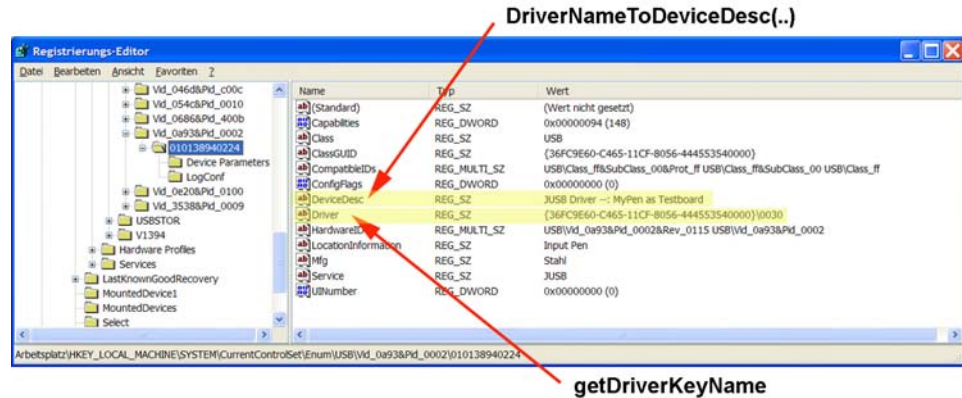 DriverNameToDeviceDesc(..)
Registrierungs-Editor
Datei Bearbeiten Ansicht Favoriten ?
Vid_046d&Pid_c00c
Vid_054c&Pid_0010
Vid_0686&Pid_400b
Vid_0a93&Pid_0002
010138940224
Device Parameters
LogConf
Vid_0e20&Pid_0100
Vid_3538&Pid_0009
USBSTOR
V1394
Hardware Profiles
Services
LastKnownGoodRecovery
MountedDevice1
MountedDevices
Select
Name Typ Wert
(Standard) REG_SZ (Wert nicht gesetzt)
Capabilities REG_DWORD 0x00000094 (148)
Class REG_SZ USB
ClassGUID REG_SZ {36FC9E60-C465-11CF-8056-444553540000}
CompatibleIDs REG_MULTI_SZ USB\Class_ff&SubClass_00&Prot_ff USB\Class_ff&SubClass_00 USB\Class_ff
ConfigFlags REG_DWORD 0x00000000 (0)
DeviceDesc REG_SZ JUSB Driver --: MyPen as Testboard
Driver REG_SZ {36FC9E60-C465-11CF-8056-444553540000}\0030
HardwareID REG_MULTI_SZ USB\Vid_0a93&Pid_0002&Rev_0115 USB\Vid_0a93&Pid_0002
LocationInformation REG_SZ Input Pen
Mfg REG_SZ Stahl
Service REG_SZ JUSB
UINumber REG_DWORD 0x00000000 (0)
Arbeitsplatz\HKEY_LOCAL_MACHINE\SYSTEM\CurrentControlSet\Enum\USB\Vid_0a93&Pid_0002\010138940224
getDriverKeyName